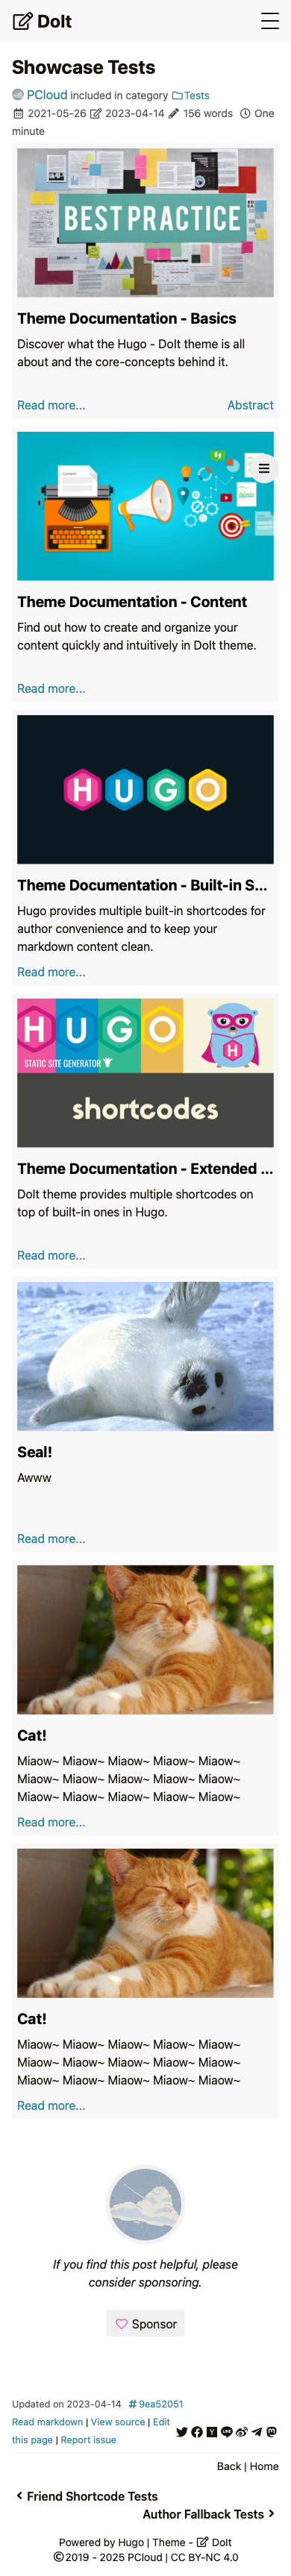 DoIt
Showcase Tests
PCloud included in category Tests
2021-05-26 2023-04-14 156 words One
minute
BEST PRACTICE
Theme Documentation - Basics
Discover what the Hugo - DoIt theme is all
about and the core-concepts behind it.
Read more...
Abstract
Content
Theme Documentation - Content
Find out how to create and organize your
content quickly and intuitively in DoIt theme.
Read more...
HUGO
Theme Documentation - Built-in S...
Hugo provides multiple built-in shortcodes for
author convenience and to keep your
markdown content clean.
Read more...
HUGO
STATIC SITE GENERATOR
H
shortcodes
Theme Documentation - Extended ...
DoIt theme provides multiple shortcodes on
top of built-in ones in Hugo.
Read more...
Seal!
Awww
Read more...
Cat!
Miaow~ Miaow~ Miaow~ Miaow~ Miaow~
Miaow~ Miaow~ Miaow~ Miaow~ Miaow~
Miaow~ Miaow~ Miaow~ Miaow~ Miaow~
Read more...
Cat!
Miaow~ Miaow~ Miaow~ Miaow~ Miaow~
Miaow~ Miaow~ Miaow~ Miaow~ Miaow~
Miaow~ Miaow~ Miaow~ Miaow~ Miaow~
Read more...
If you find this post helpful, please
consider sponsoring.
Sponsor
Updated on 2023-04-14 #9ea52051
Read markdown | View source | Edit
this page | Report issue
Back | Home
Friend Shortcode Tests
Author Fallback Tests
Powered by Hugo | Theme - DoIt
©2019 - 2025 PCloud | CC BY-NC 4.0